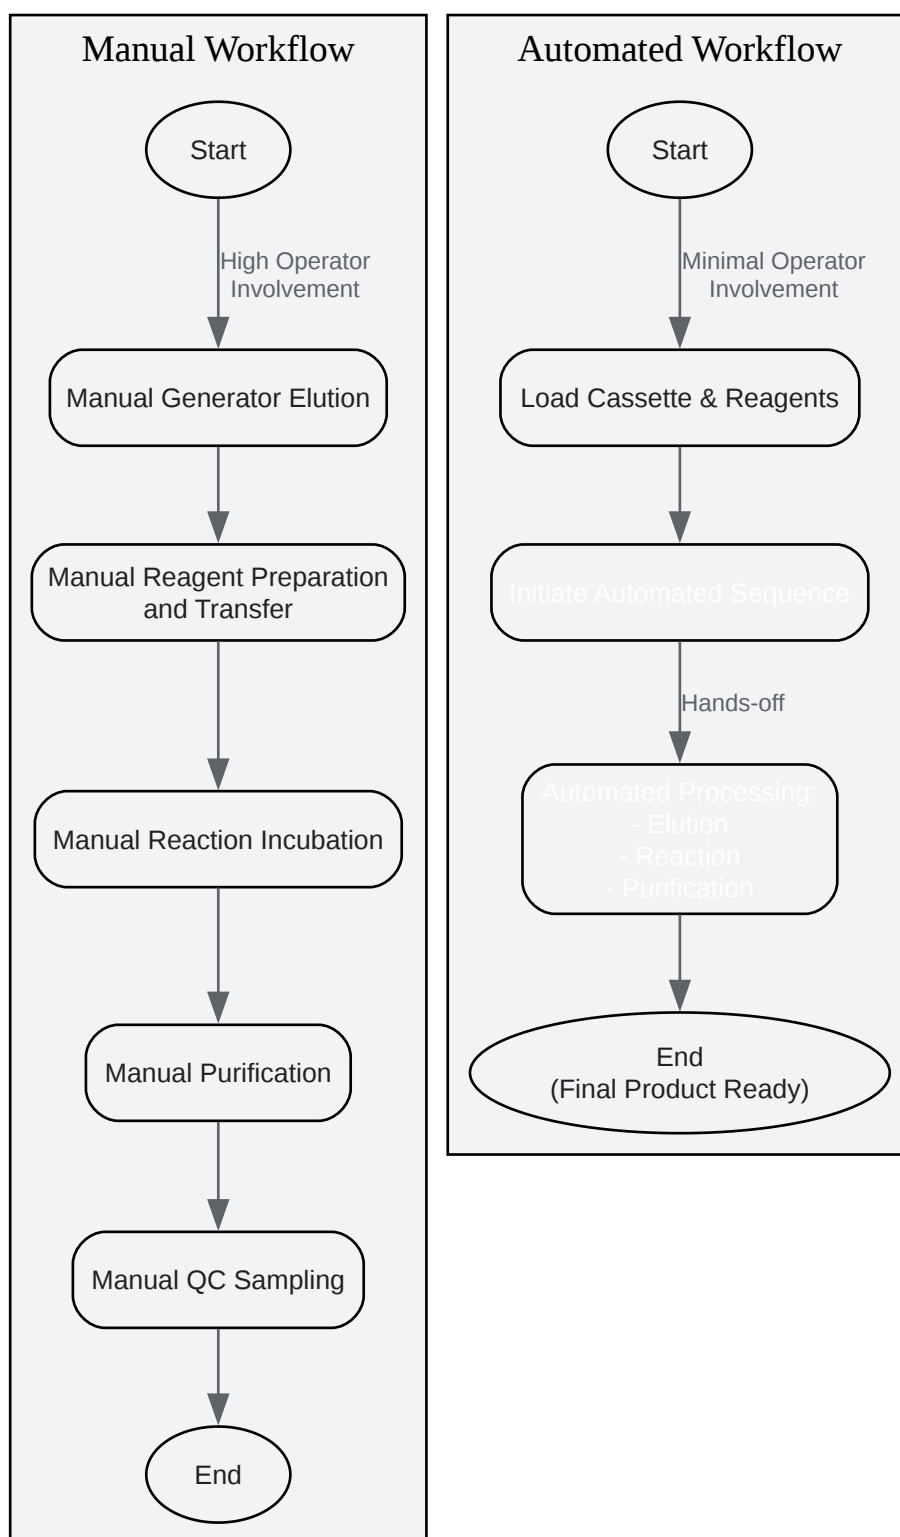 Manual Workflow
Start
High Operator
Involvement
Manual Generator Elution
Manual Reagent Preparation
and Transfer
Manual Reaction Incubation
Manual Purification
Manual QC Sampling
End
Automated Workflow
Start
Minimal Operator
Involvement
Load Cassette & Reagents
Initiate Automated Sequence
Hands-off
Automated Processing:
- Elution
- Reaction
- Purification
End
(Final Product Ready)